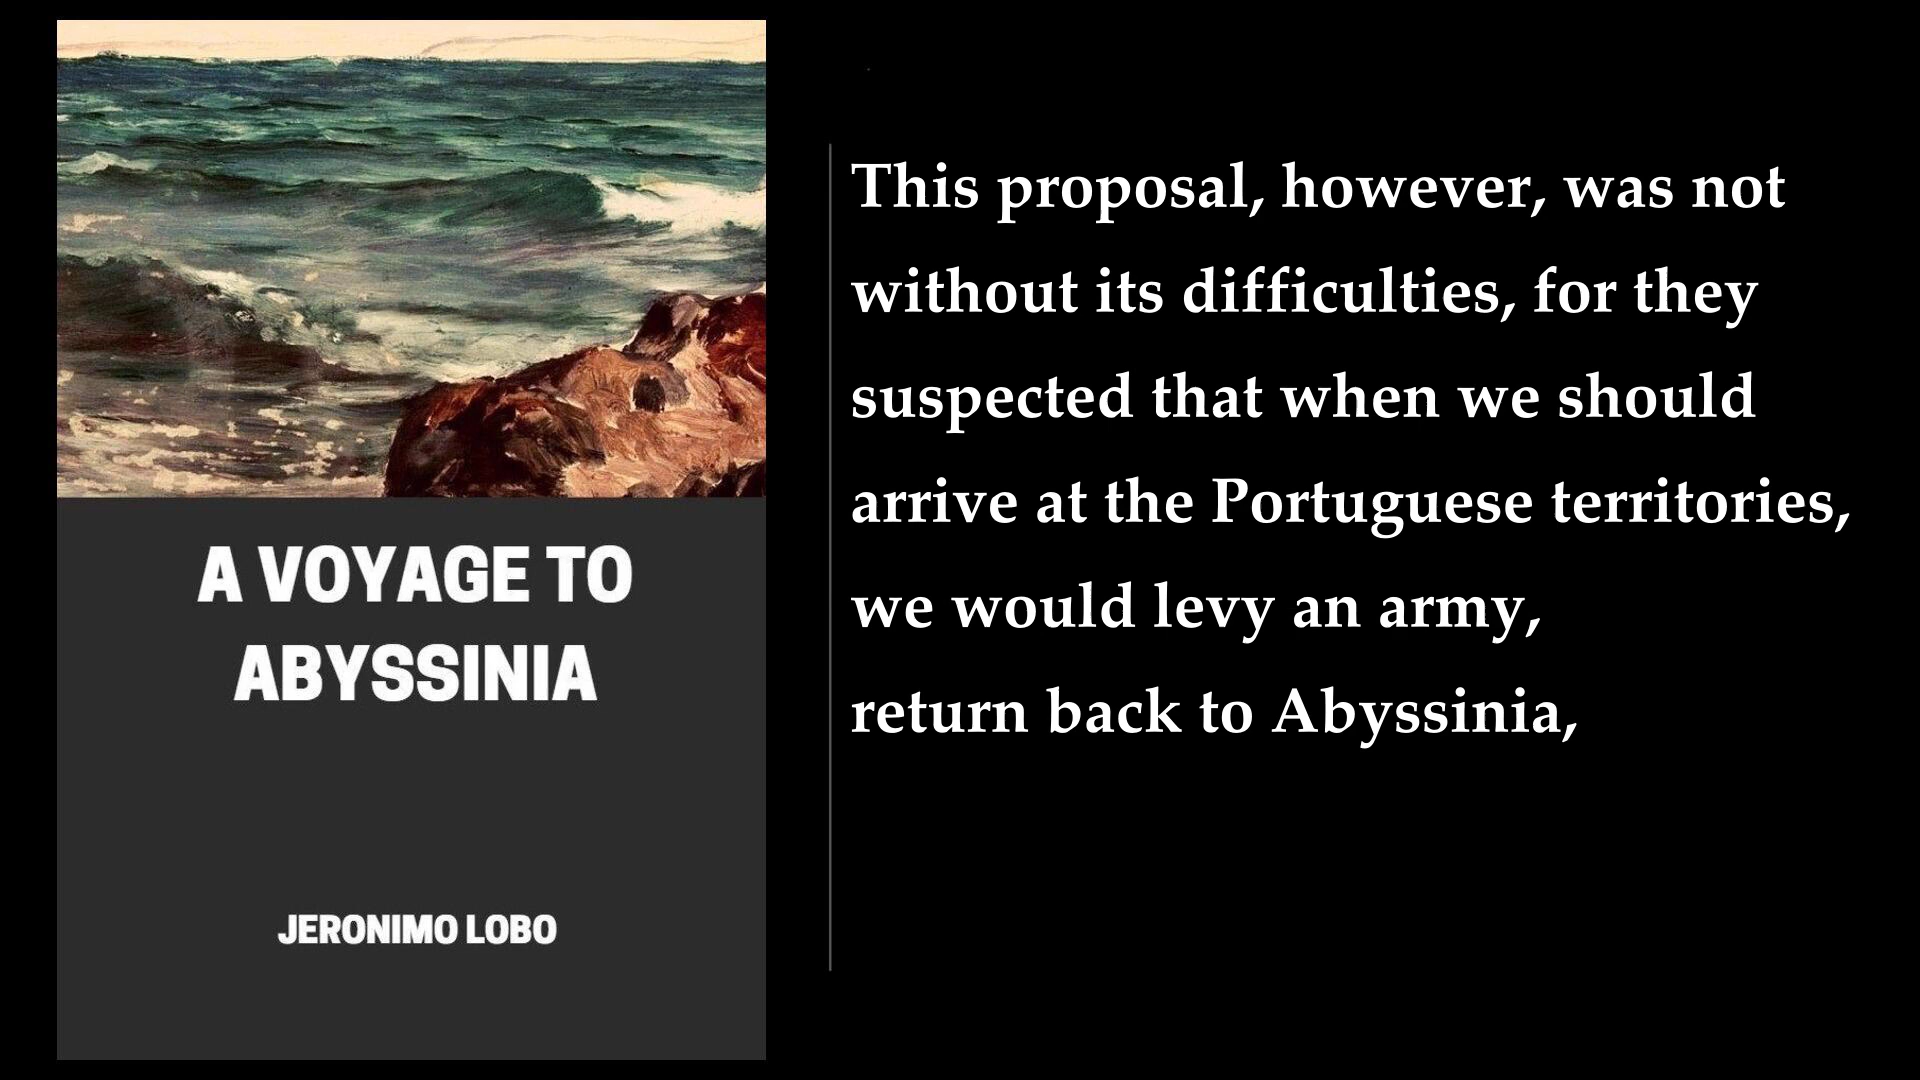 A VOYAGE TO
ABYSSINIA
JERONIMO LOBO
This proposal, however, was not
without its difficulties, for they
suspected that when we should
arrive at the Portuguese territories,
we would levy an army,
return back to Abyssinia,